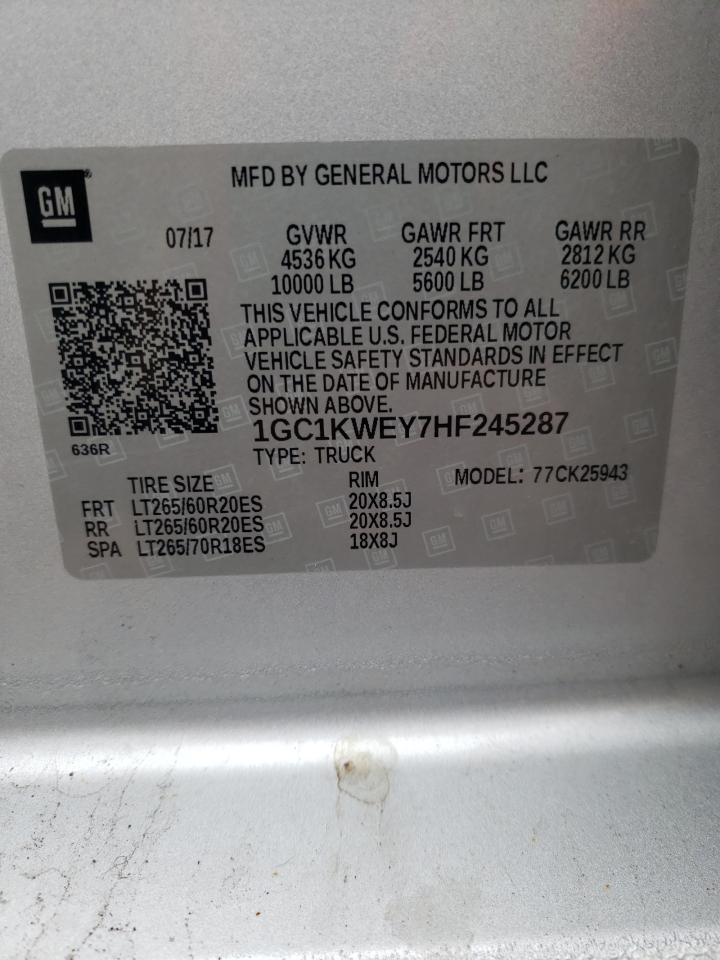 GM
MFD BY GENERAL MOTORS LLC
07/17 GVWR GAWR FRT GAWR RR
4536 KG 2540 KG 2812 KG
10000 LB 5600 LB 6200 LB
THIS VEHICLE CONFORMS TO ALL
APPLICABLE U.S. FEDERAL MOTOR
VEHICLE SAFETY STANDARDS IN EFFECT
ON THE DATE OF MANUFACTURE
SHOWN ABOVE.
1GC1KWEY7HF245287
636R
TYPE: TRUCK
TIRE SIZE RIM MODEL: 77CK25943
FRT LT265/60R20ES 20X8.5J
RR LT265/60R20ES 20X8.5J
SPA LT265/70R18ES 18X8J